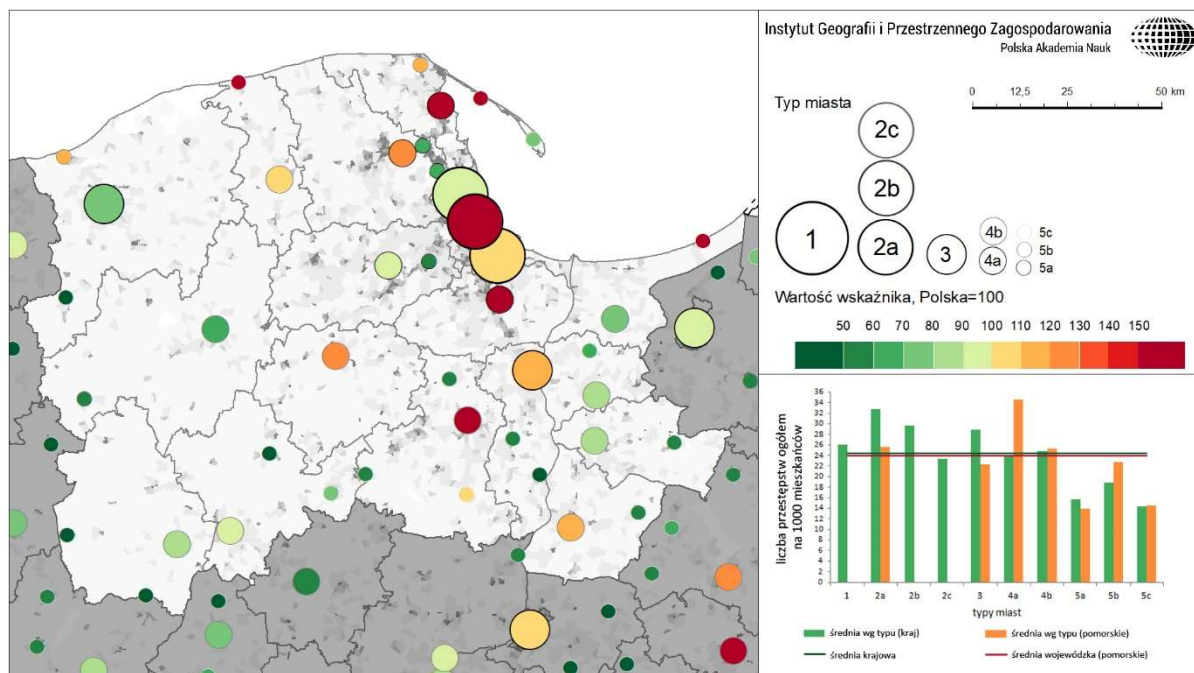 Instytut Geografii i Przestrzennego Zagospodarowania
Polska Akademia Nauk
0 12,5 25 50 km
Typ miasta
2c
2b
1
2a
3
4b
4a
5c
5b
5a
Wartość wskaźnika, Polska=100
50 60 70 80 90 100 110 120 130 140 150
liczba przestępstw ogółem
na 1000 mieszkańców
36
34
32
30
28
26
24
22
20
18
16
14
12
10
8
6
4
2
0
1 2a 2b 2c 3 4a 4b 5a 5b 5c
typy miast
średnia wg typu (kraj)
średnia wg typu (pomorskie)
średnia krajowa
średnia wojewódzka (pomorskie)